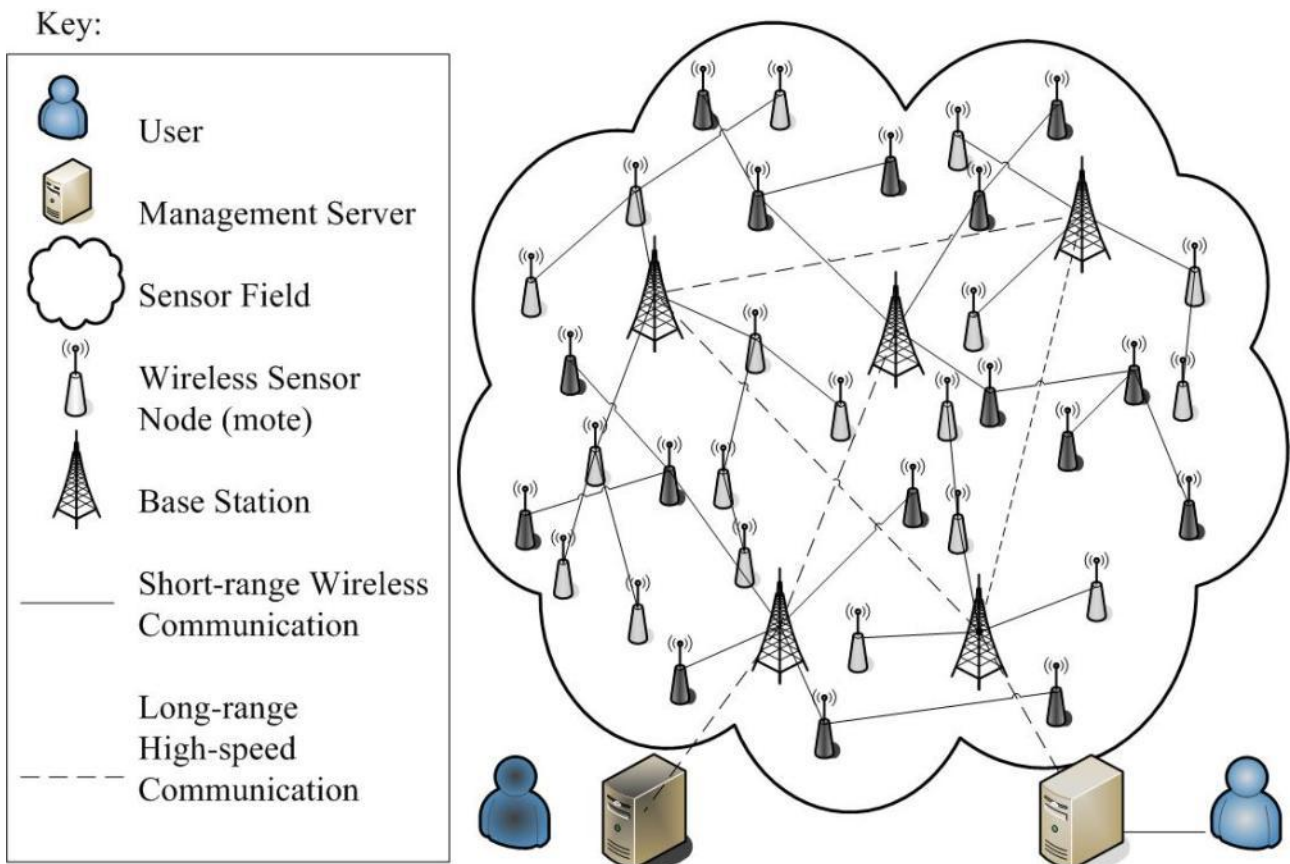 Key:
User
Management Server
Sensor Field
Wireless Sensor
Node (mote)
Base Station
Short-range Wireless
Communication
Long-range
High-speed
Communication